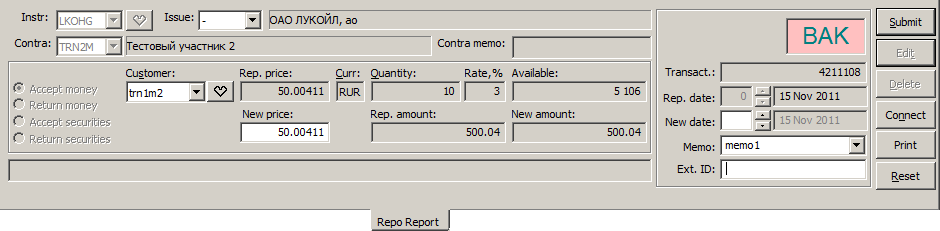 Instr: LKOHG Issue: - ОАО ЛУКОЙЛ, ао
Contra: TRN2M Тестовый участник 2 Contra memo:
Customer: Rep. price: Curr: Quantity: Rate,% Available:
Accept money trn1m2 50.00411 RUR 10 3 5 106
Return money
New price: Rep. amount: New amount:
Accept securities
50.00411 500.04 500.04
Return securities
BAK
Transact.: 4211108
Rep. date: 0 15 Nov 2011
New date: 15 Nov 2011
Memo: memo1
Ext. ID:
Submit
Edit
Delete
Connect
Print
Reset
Repo Report